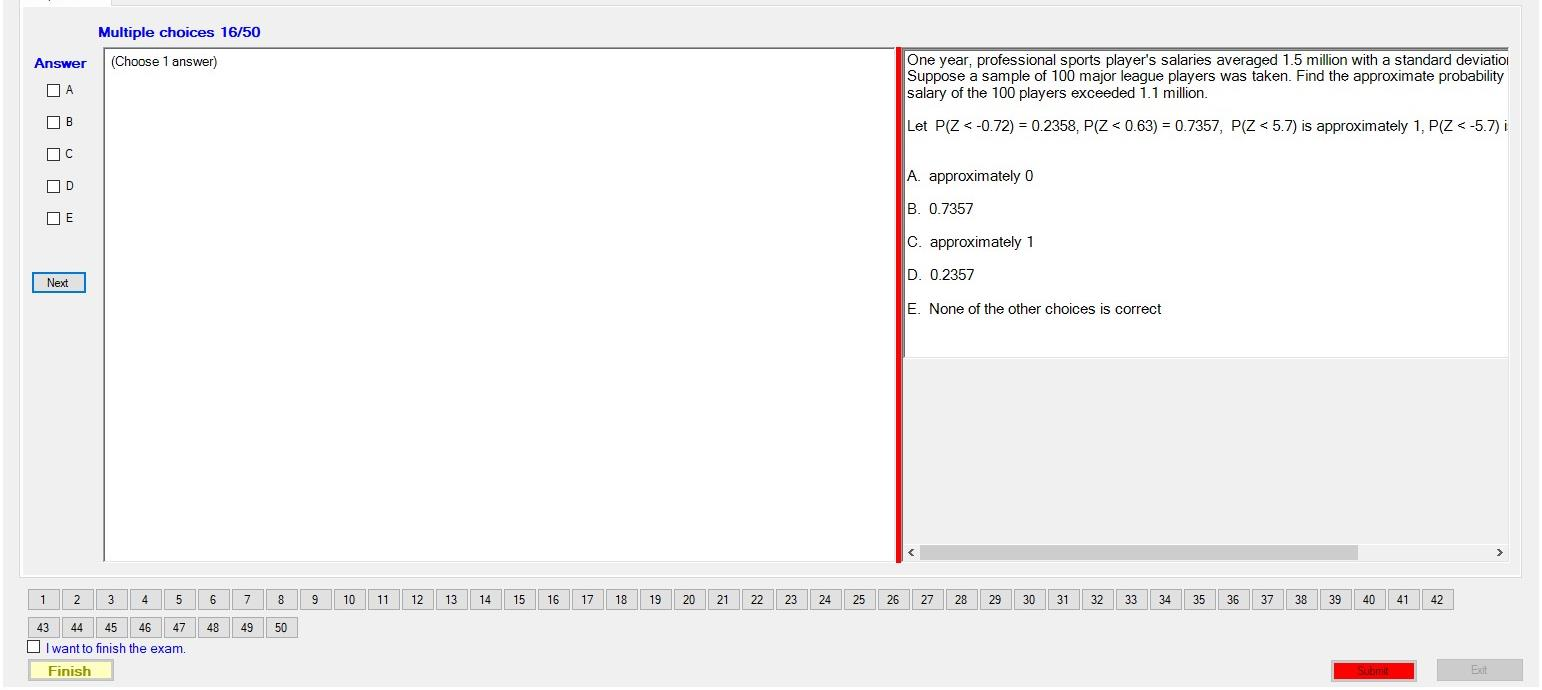 Multiple choices 16/50
Answer
(Choose 1 answer)
A
B
C
D
E
Next
One year, professional sports player's salaries averaged 1.5 million with a standard deviation
Suppose a sample of 100 major league players was taken. Find the approximate probability
salary of the 100 players exceeded 1.1 million.
Let P(Z < -0.72) = 0.2358, P(Z < 0.63) = 0.7357, P(Z < 5.7) is approximately 1, P(Z < -5.7) i
A. approximately 0
B. 0.7357
C. approximately 1
D. 0.2357
E. None of the other choices is correct
1 2 3 4 5 6 7 8 9 10 11 12 13 14 15 16 17 18 19 20 21 22 23 24 25 26 27 28 29 30 31 32 33 34 35 36 37 38 39 40 41 42
43 44 45 46 47 48 49 50
I want to finish the exam.
Finish
Submit
Exit